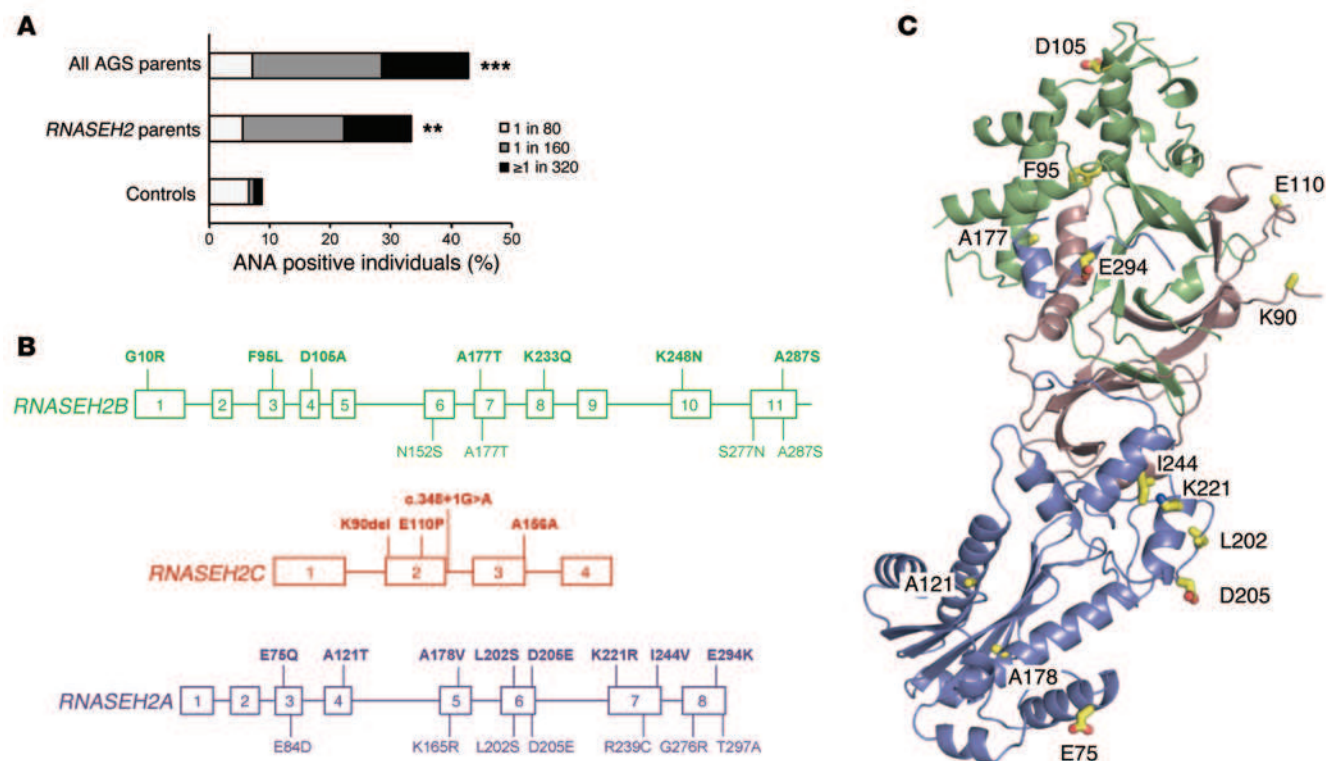 A
All AGS parents
***
RNASEH2 parents
**
Controls
1 in 80
1 in 160
≥1 in 320
0 10 20 30 40 50
ANA positive individuals (%)
B
G10R F95L D105A A177T K233Q K248N A287S
RNASEH2B 1 2 3 4 5 6 7 8 9 10 11
N152S A177T S277N A287S
c.348+1G>A
K90del E110P A156A
RNASEH2C 1 2 3 4
E75Q A121T A178V L202S D205E K221R I244V E294K
RNASEH2A 1 2 3 4 5 6 7 8
E84D K165R L202S D205E R239C G276R T297A
C
D105
F95
E110
A177
E294
K90
I244
K221
L202
A121
D205
A178
E75